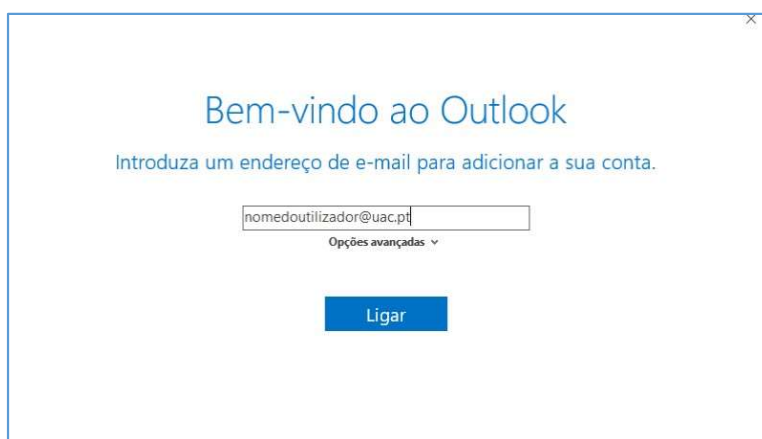 Bem-vindo ao Outlook
Introduza um endereço de e-mail para adicionar a sua conta.
nomedoutilizador@uac.pt
Opções avançadas
Ligar